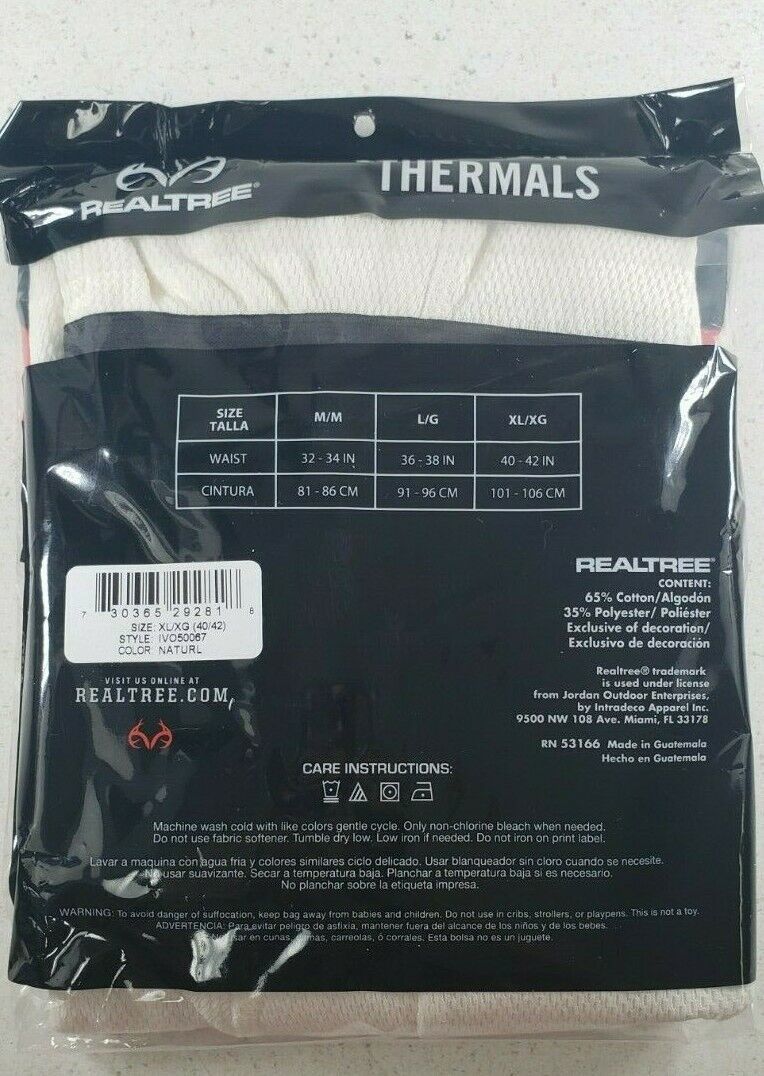 REALTREE®
THERMALS
SIZE TALLA M/M L/G XL/XG
WAIST 32 - 34 IN 36 - 38 IN 40 - 42 IN
CINTURA 81 - 86 CM 91 - 96 CM 101 - 106 CM
7 30365 29281 8
SIZE: XL/XG (40/42)
STYLE: IVO50067
COLOR: NATURL
VISIT US ONLINE AT
REALTREE.COM
REALTREE®
CONTENT:
65% Cotton/Algodón
35% Polyester/ Poliéster
Exclusive of decoration/
Exclusivo de decoración
Realtree® trademark
is used under license
from Jordan Outdoor Enterprises,
by Intradeco Apparel Inc.
9500 NW 108 Ave. Miami, FL 33178
RN 53166 Made in Guatemala
Hecho en Guatemala
CARE INSTRUCTIONS:
Machine wash cold with like colors gentle cycle. Only non-chlorine bleach when needed.
Do not use fabric softener. Tumble dry low. Low iron if needed. Do not iron on print label.
Lavar a maquina con agua fria y colores similares ciclo delicado. Usar blanqueador sin cloro cuando se necesite.
No usar suavizante. Secar a temperatura baja. Planchar a temperatura baja si es necesario.
No planchar sobre la etiqueta impresa.
WARNING: To avoid danger of suffocation, keep bag away from babies and children. Do not use in cribs, strollers, or playpens. This is not a toy.
ADVERTENCIA: Para evitar peligro de asfixia, mantener fuera del alcance de los niños y de los bebes.
No usar en cunas, camas, carreolas, ó corrales. Esta bolsa no es un juguete.